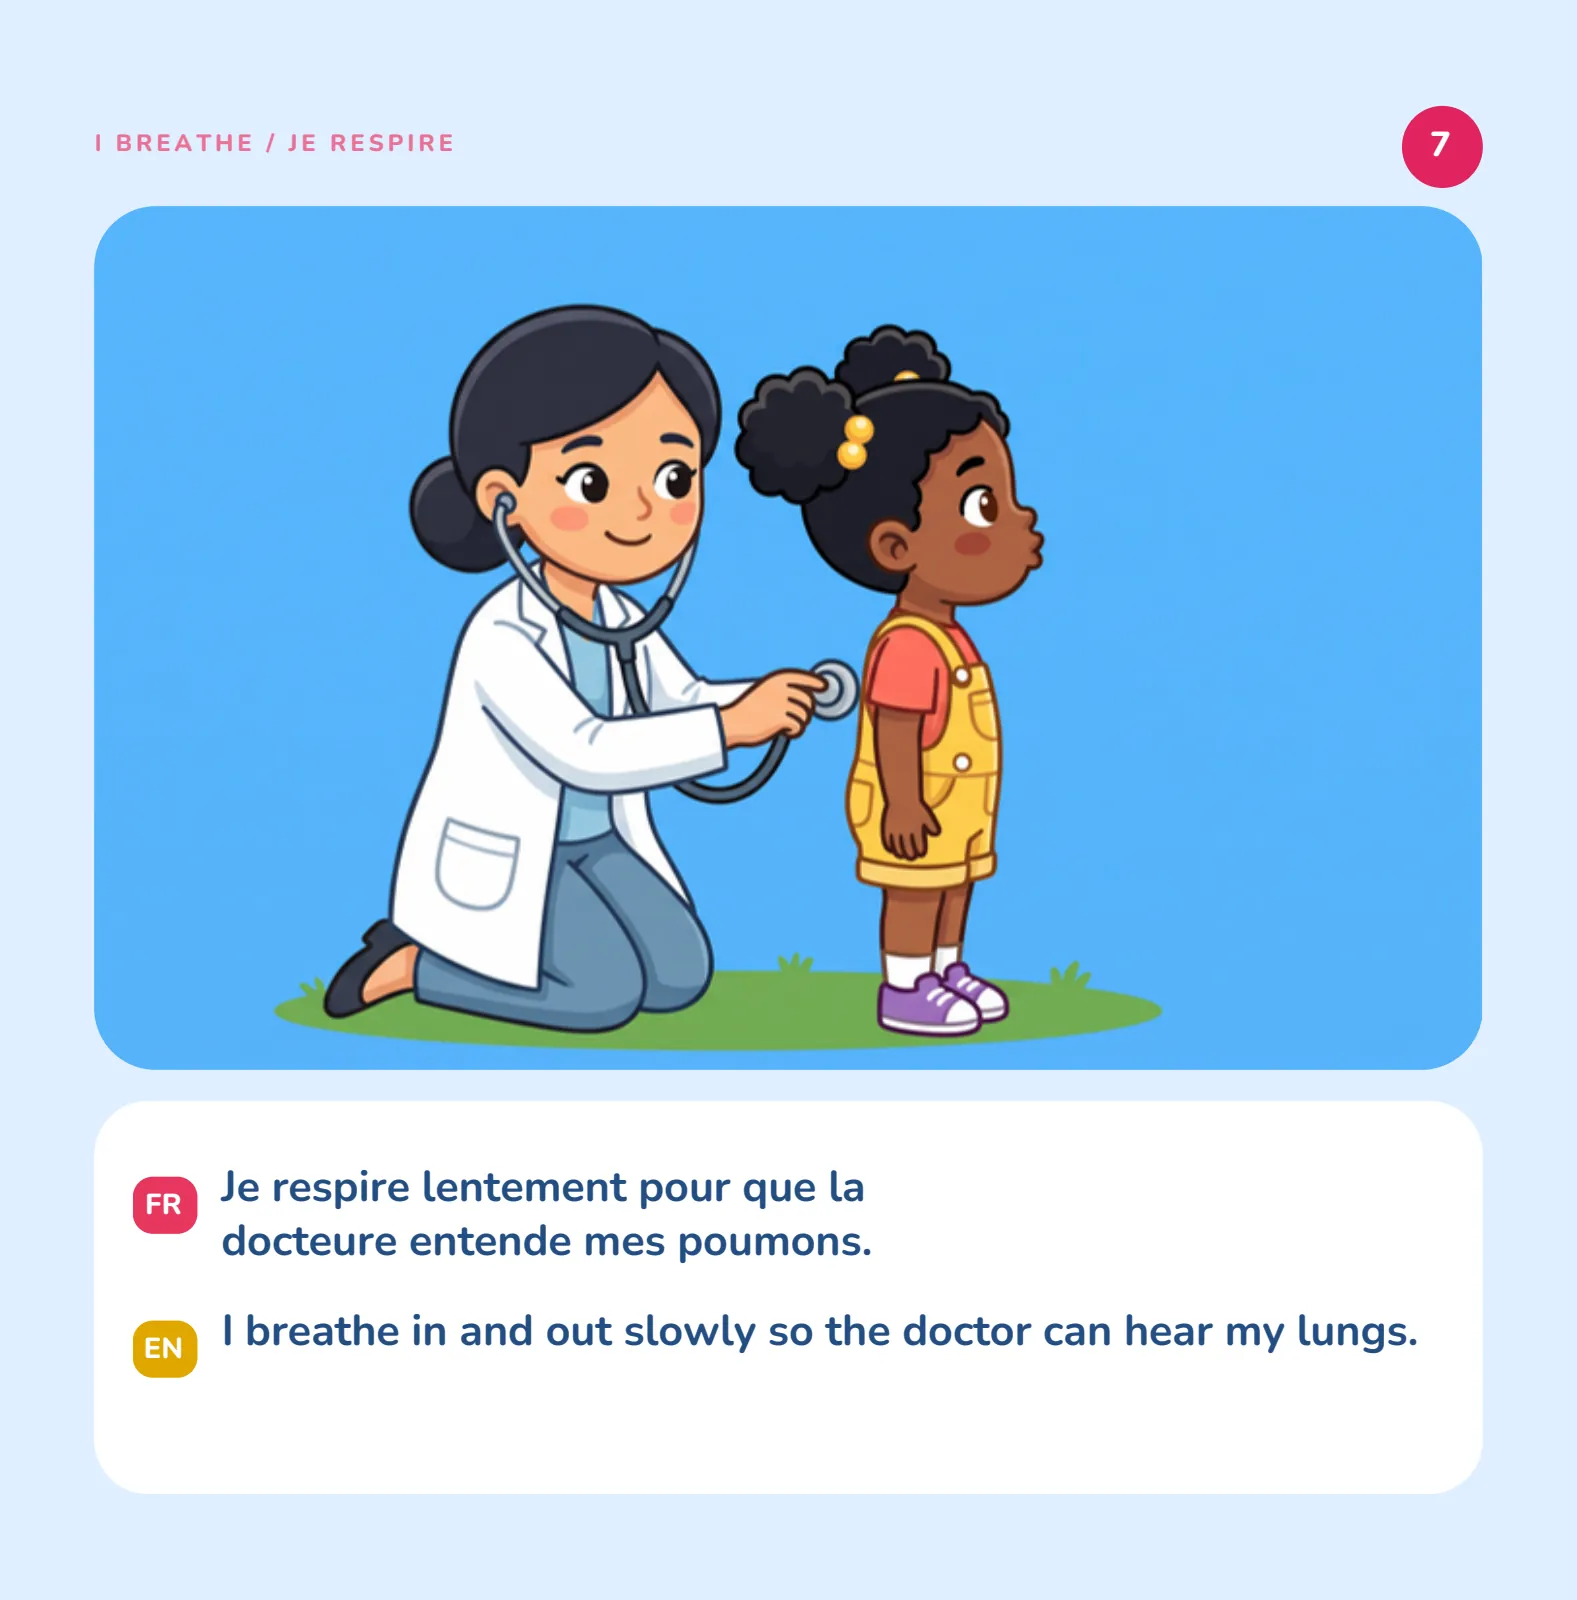 I BREATHE / JE RESPIRE
7
FR
Je respire lentement pour que la
docteure entende mes poumons.
EN
I breathe in and out slowly so the doctor can hear my lungs.